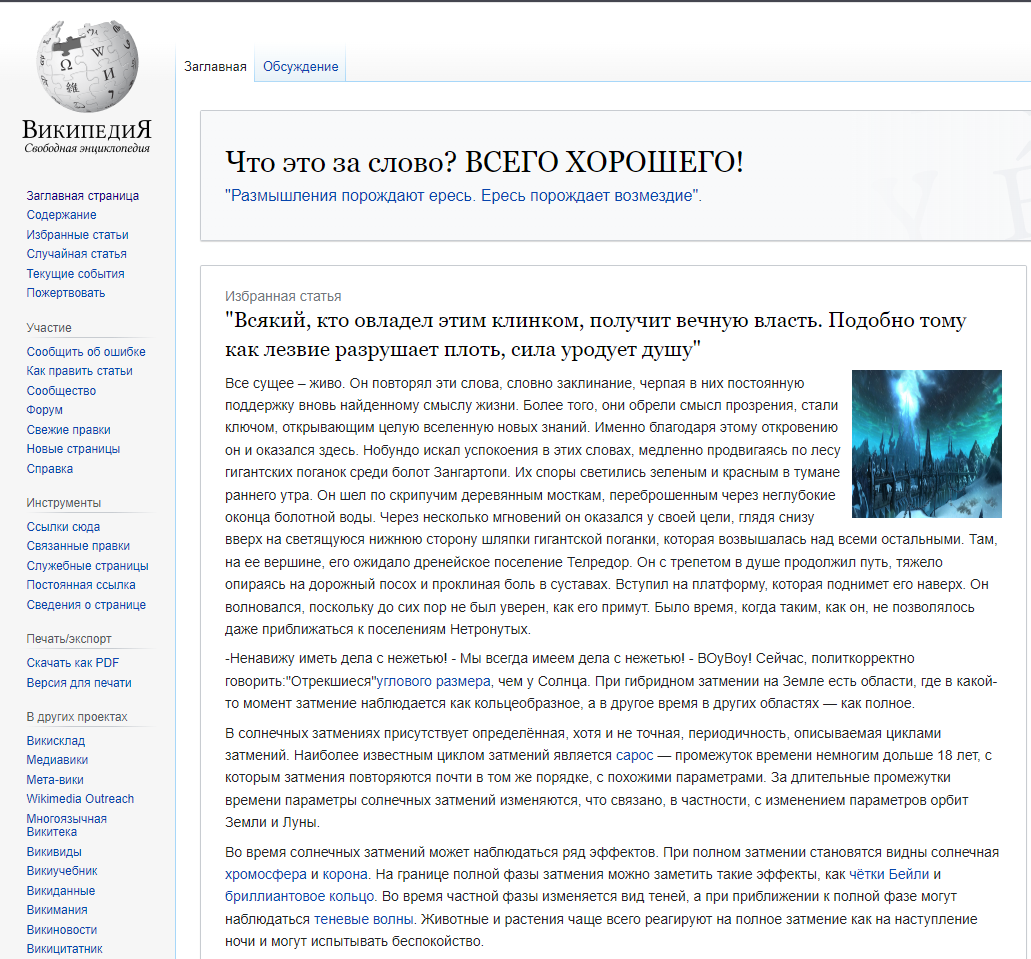 ВикипедиЯ
Свободная энциклопедия
Заглавная страница
Содержание
Избранные статьи
Случайная статья
Текущие события
Пожертвовать
Участие
Сообщить об ошибке
Как править статьи
Сообщество
Форум
Свежие правки
Новые страницы
Справка
Инструменты
Ссылки сюда
Связанные правки
Служебные страницы
Постоянная ссылка
Сведения о странице
Печать/экспорт
Скачать как PDF
Версия для печати
В других проектах
Викисклад
Медиавики
Мета-вики
Wikimedia Outreach
Многоязычная
Викитека
Викивиды
Викиучебник
Викиданные
Викимания
Викиновости
Викицитатник
Заглавная Обсуждение
Что это за слово? ВСЕГО ХОРОШЕГО!
"Размышления порождают ересь. Ересь порождает возмездие".
Избранная статья
"Всякий, кто овладел этим клинком, получит вечную власть. Подобно тому
как лезвие разрушает плоть, сила уродует душу"
Все сущее – живо. Он повторял эти слова, словно заклинание, черпая в них постоянную
поддержку вновь найденному смыслу жизни. Более того, они обрели смысл прозрения, стали
ключом, открывающим целую вселенную новых знаний. Именно благодаря этому откровению
он и оказался здесь. Нобундо искал успокоения в этих словах, медленно продвигаясь по лесу
гигантских поганок среди болот Зангартопи. Их споры светились зеленым и красным в тумане
раннего утра. Он шел по скрипучим деревянным мосткам, переброшенным через неглубокие
оконца болотной воды. Через несколько мгновений он оказался у своей цели, глядя снизу
вверх на светящуюся нижнюю сторону шляпки гигантской поганки, которая возвышалась над всеми остальными. Там,
на ее вершине, его ожидало дренейское поселение Телредор. Он с трепетом в душе продолжил путь, тяжело
опираясь на дорожный посох и проклиная боль в суставах. Вступил на платформу, которая поднимет его наверх. Он
волновался, поскольку до сих пор не был уверен, как его примут. Было время, когда таким, как он, не позволялось
даже приближаться к поселениям Нетронутых.
-Ненавижу иметь дела с нежетью! - Мы всегда имеем дела с нежетью! - BOyBoy! Сейчас, политкорректно
говорить:"Отрекшиеся"углового размера, чем у Солнца. При гибридном затмении на Земле есть области, где в какой-
то момент затмение наблюдается как кольцеобразное, а в другое время в других областях — как полное.
В солнечных затмениях присутствует определённая, хотя и не точная, периодичность, описываемая циклами
затмений. Наиболее известным циклом затмений является сарос — промежуток времени немногим дольше 18 лет, с
которым затмения повторяются почти в том же порядке, с похожими параметрами. За длительные промежутки
времени параметры солнечных затмений изменяются, что связано, в частности, с изменением параметров орбит
Земли и Луны.
Во время солнечных затмений может наблюдаться ряд эффектов. При полном затмении становятся видны солнечная
хромосфера и корона. На границе полной фазы затмения можно заметить такие эффекты, как чётки Бейли и
бриллиантовое кольцо. Во время частной фазы изменяется вид теней, а при приближении к полной фазе могут
наблюдаться теневые волны. Животные и растения чаще всего реагируют на полное затмение как на наступление
ночи и могут испытывать беспокойство.